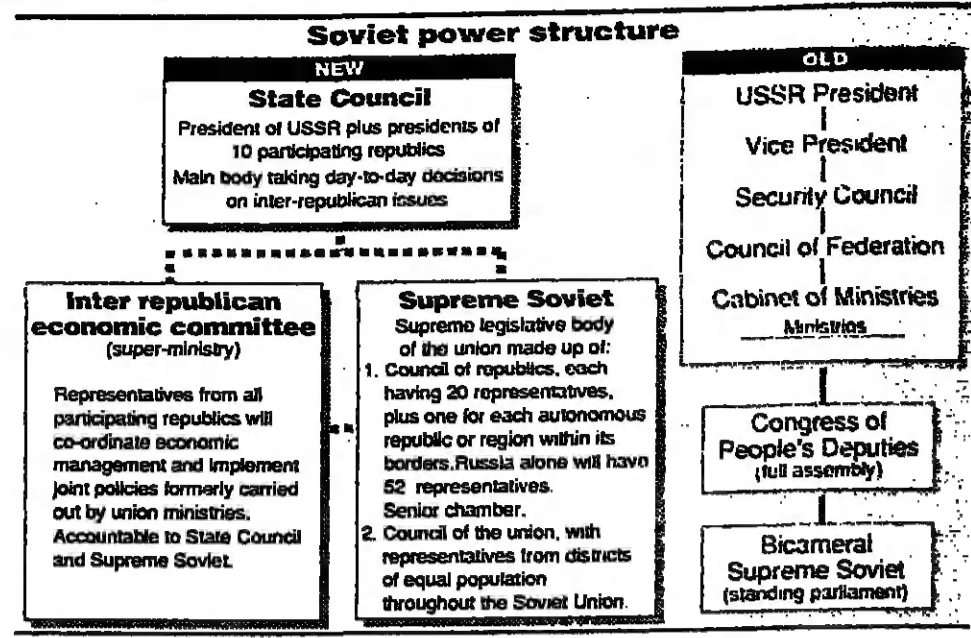 Soviet power structure
NEW
State Council
President of USSR plus presidents of
10 participating republics
Main body taking day-to-day decisions
on inter-republican issues
Inter republican
economic committee
(super-ministry)
Representatives from all
participating republics will
co-ordinate economic
management and implement
joint policies formerly carried
out by union ministries.
Accountable to State Council
and Supreme Soviet.
Supreme Soviet
Supreme legislative body
of the union made up of:
1. Council of republics, each
having 20 representatives,
plus one for each autonomous
republic or region within its
borders.Russia alone will have
52 representatives.
Senior chamber.
2. Council of the union, with
representatives from districts
of equal population
throughout the Soviet Union.
OLD
USSR President
Vice President
Security Council
Council of Federation
Cabinet of Ministries
Ministries
Congress of
People's Deputies
(full assembly)
Bicameral
Supreme Soviet
(standing parliament)